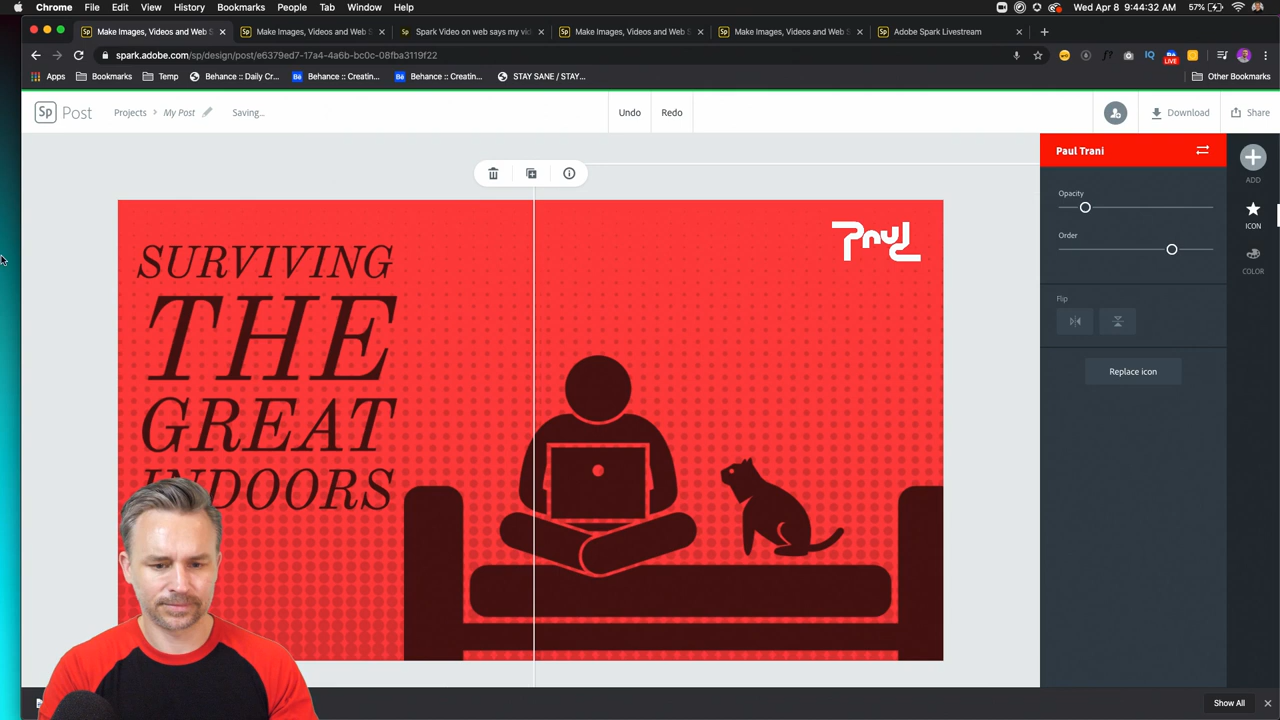 Chrome File Edit View History Bookmarks People Tab Window Help Wed Apr 8 9:44:32 AM 57%
Make Images, Videos and Web S Make Images, Videos and Web S Spark Video on web says my vid Make Images, Videos and Web S Make Images, Videos and Web S Adobe Spark Livestream
spark.adobe.com/sp/design/post/e6379ed7-17a4-4a6b-bc0c-08fba3119f22
LIVE
Apps Bookmarks Temp Behance :: Daily Cr... Behance :: Creatin... Behance :: Creatin... STAY SANE / STAY... Other Bookmarks
Sp Post Projects > My Post Saving... Undo Redo Download Share
Paul Trani
ADD
Opacity
ICON
Order
COLOR
Flip
Replace icon
Paul
SURVIVING
THE
GREAT
INDOORS
Show All